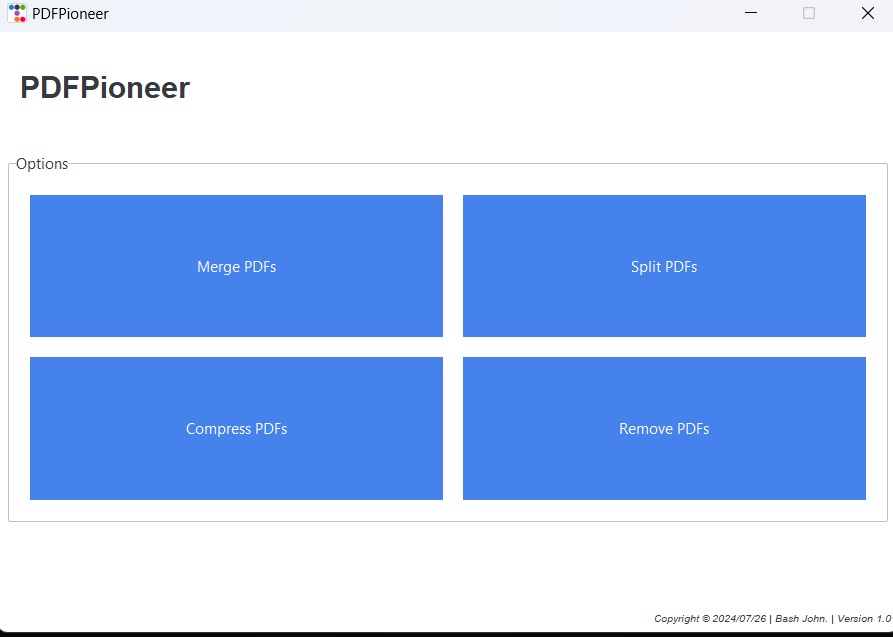 PDFPioneer
PDFPioneer
Options
Merge PDFs
Split PDFs
Compress PDFs
Remove PDFs
Copyright © 2024/07/26 | Bash John. | Version 1.0